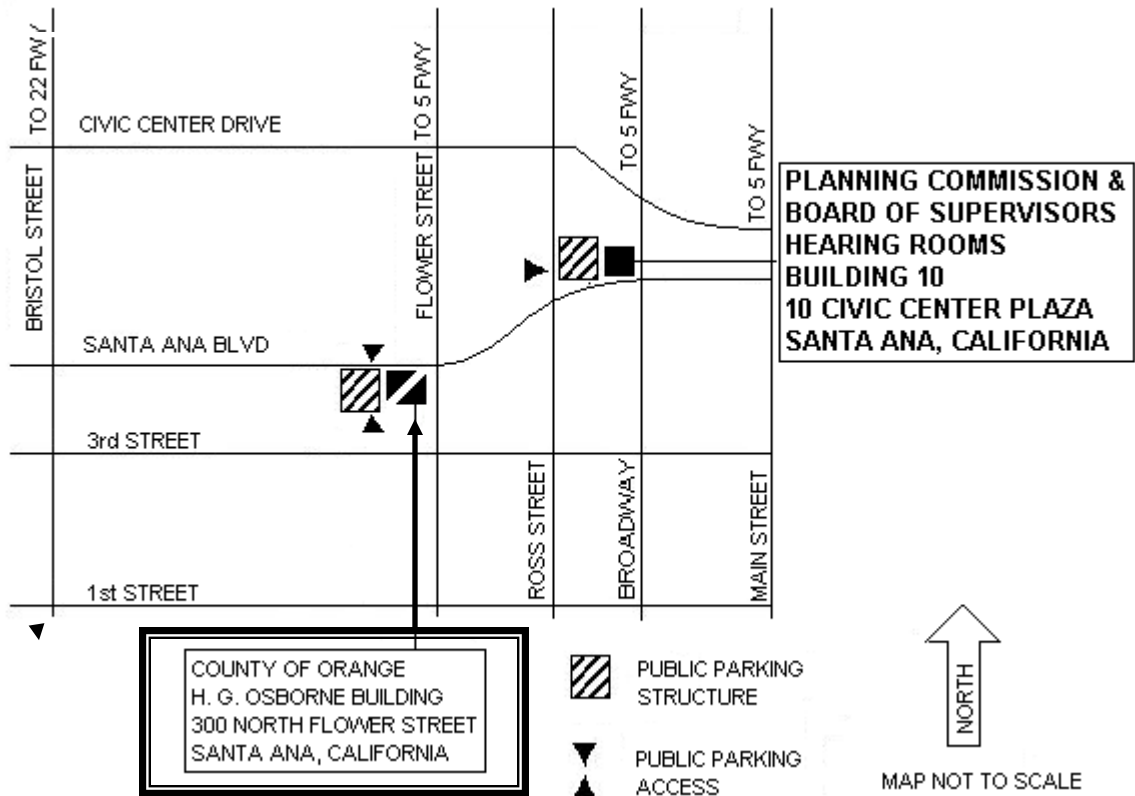 TO 22 FW /
CIVIC CENTER DRIVE
TO 5 FWY
TO 5 FWY
TO 5 FWY
BRISTOL STREET
FLOWER STREET
PLANNING COMMISSION &
BOARD OF SUPERVISORS
HEARING ROOMS
BUILDING 10
10 CIVIC CENTER PLAZA
SANTA ANA, CALIFORNIA
SANTA ANA BLVD
3rd STREET
ROSS STREET
BROADWAY
MAIN STREET
1st STREET
COUNTY OF ORANGE
H. G. OSBORNE BUILDING
300 NORTH FLOWER STREET
SANTA ANA, CALIFORNIA
PUBLIC PARKING
STRUCTURE
PUBLIC PARKING
ACCESS
NORTH
MAP NOT TO SCALE